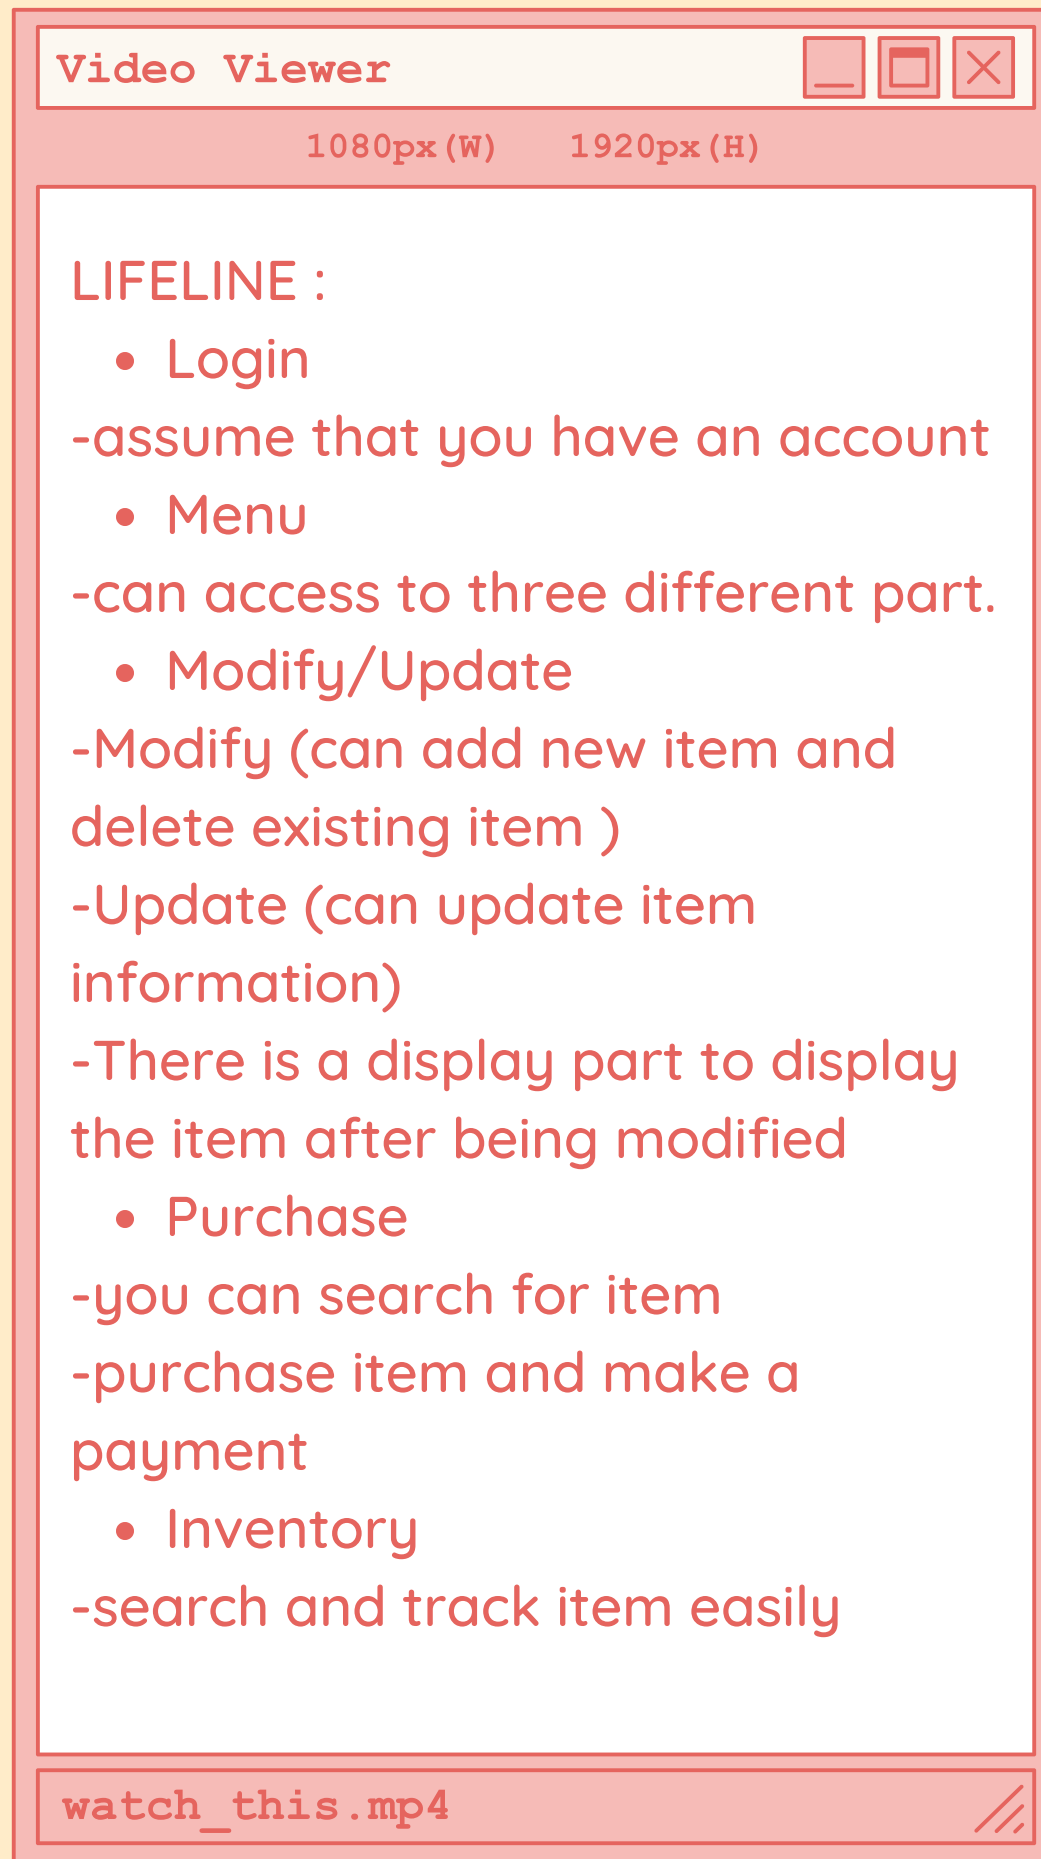 Video Viewer
1080px(W) 1920px(H)
LIFELINE :
• Login
-assume that you have an account
• Menu
-can access to three different part.
• Modify/Update
-Modify (can add new item and
delete existing item )
-Update (can update item
information)
-There is a display part to display
the item after being modified
• Purchase
-you can search for item
-purchase item and make a
payment
• Inventory
-search and track item easily
watch_this.mp4